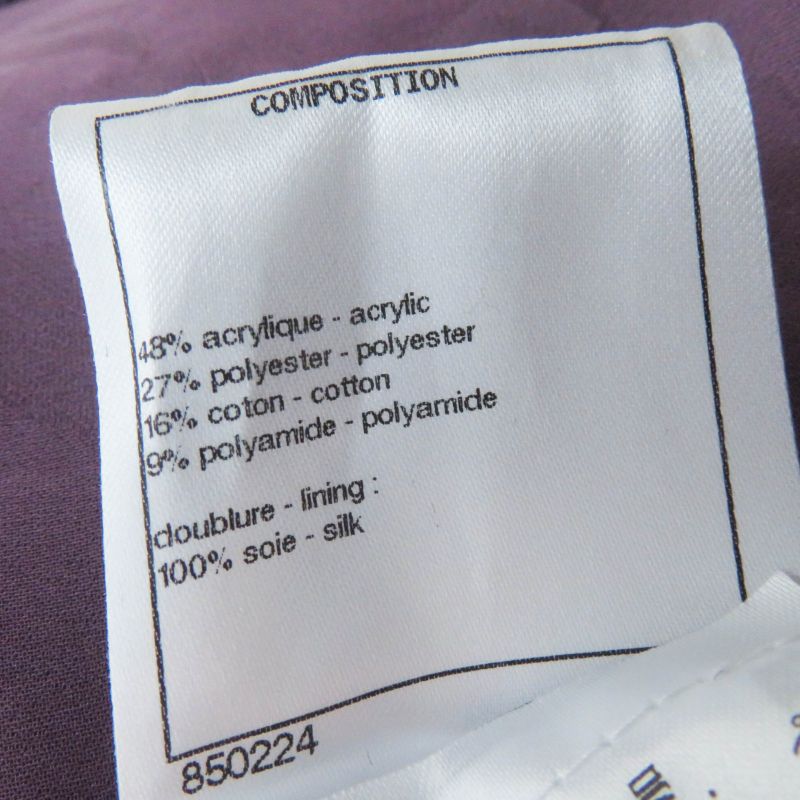 COMPOSITION
48% acrylique - acrylic
27% polyester - polyester
16% coton - cotton
9% polyamide - polyamide
doublure - lining :
100% soie - silk
850224